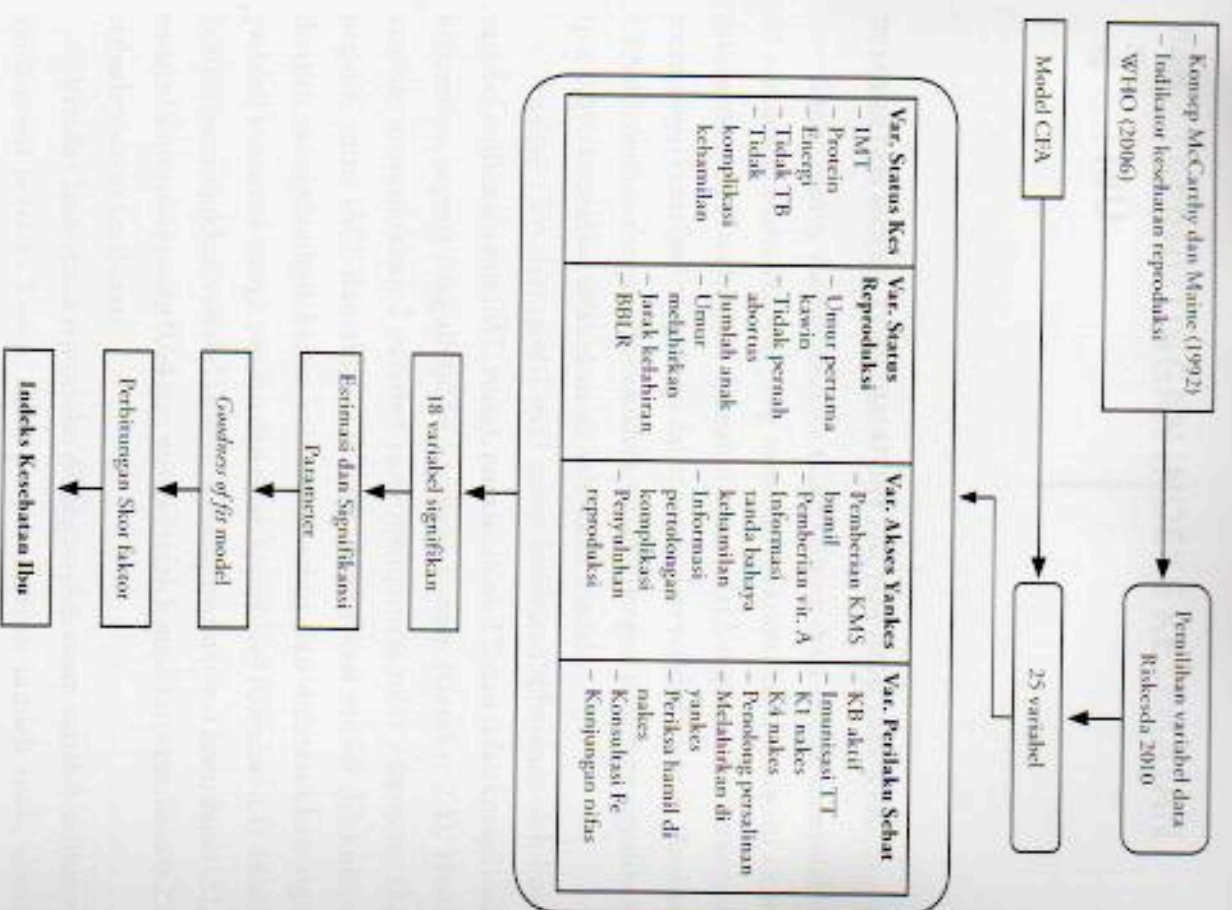 – Konsep McCarthy dan Maine (1992)
– Indikator kesehatan reproduksi
WHO (2006)
Pemilahan variabel data
Riskesda 2010
Model CFA
25 variabel
Var. Status Kes
– IMT
– Protein
– Energi
– Tidak TB
– Tidak
komplikasi
kehamilan
Var. Status
Reproduksi
– Umur pertama
kawin
– Tidak pernah
abortus
– Jumlah anak
– Umur
melahirkan
– Jarak kelahiran
– BBLR
Var. Akses Yankes
– Pemberian KMS
bumil
– Pemberian vit. A
– Informasi
tanda bahaya
kehamilan
– Informasi
pertolongan
komplikasi
– Penyuluhan
reproduksi
Var. Perilaku Sehat
– KB aktif
– Imunisasi TT
– K1 nakes
– K4 nakes
– Penolong persalinan
– Melahirkan di
yankes
– Periksa hamil di
nakes
– Konsultasi Fe
– Kunjungan nifas
18 variabel signifikan
Estimasi dan Signifikansi
Parameter
Goodness of fit model
Perhitungan Skor faktor
Indeks Kesehatan Ibu